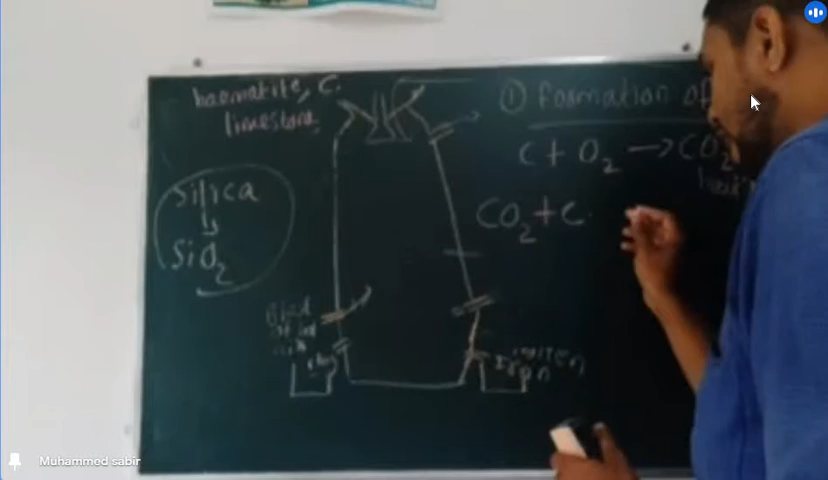 haematite, C.
limestone
Silica
SiO2
① Formation of
C + O2 → CO2
CO2 + C
Molten
Iron
Muhammed sabir